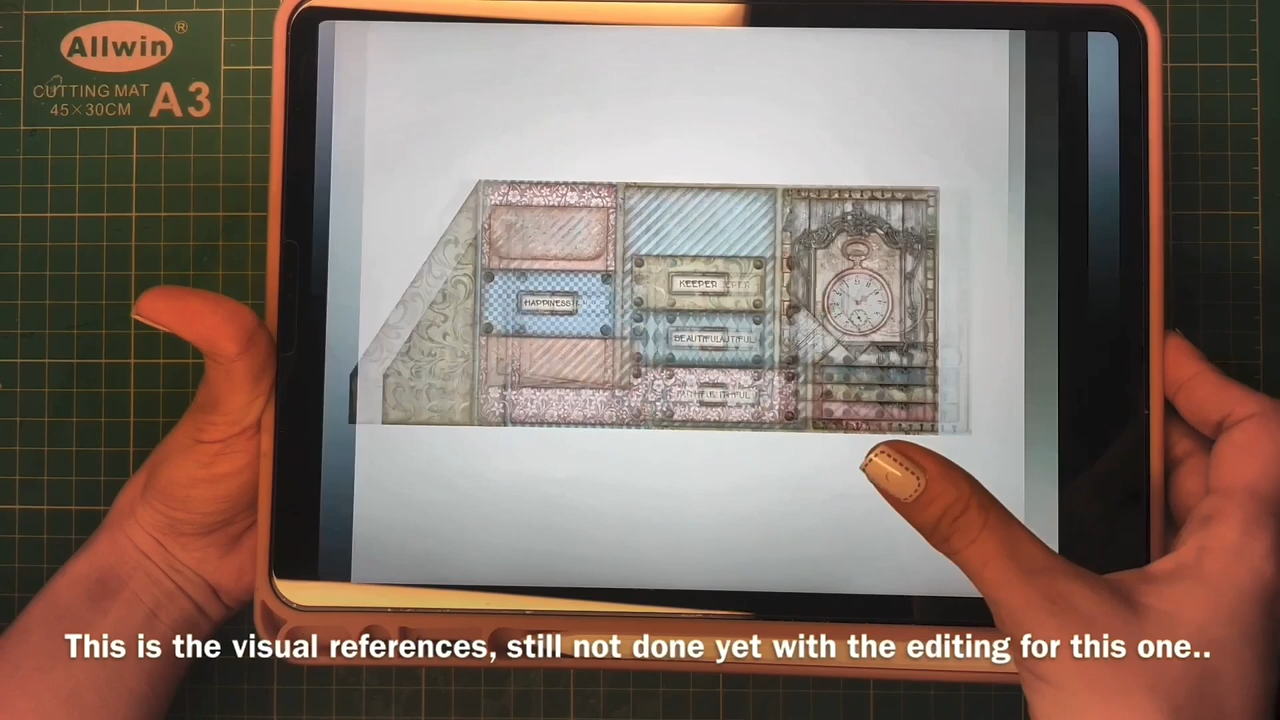 Allwin®
CUTTING MAT A3
45×30CM
HAPPINESS
KEEPER
BEAUTIFUL
This is the visual references, still not done yet with the editing for this one..